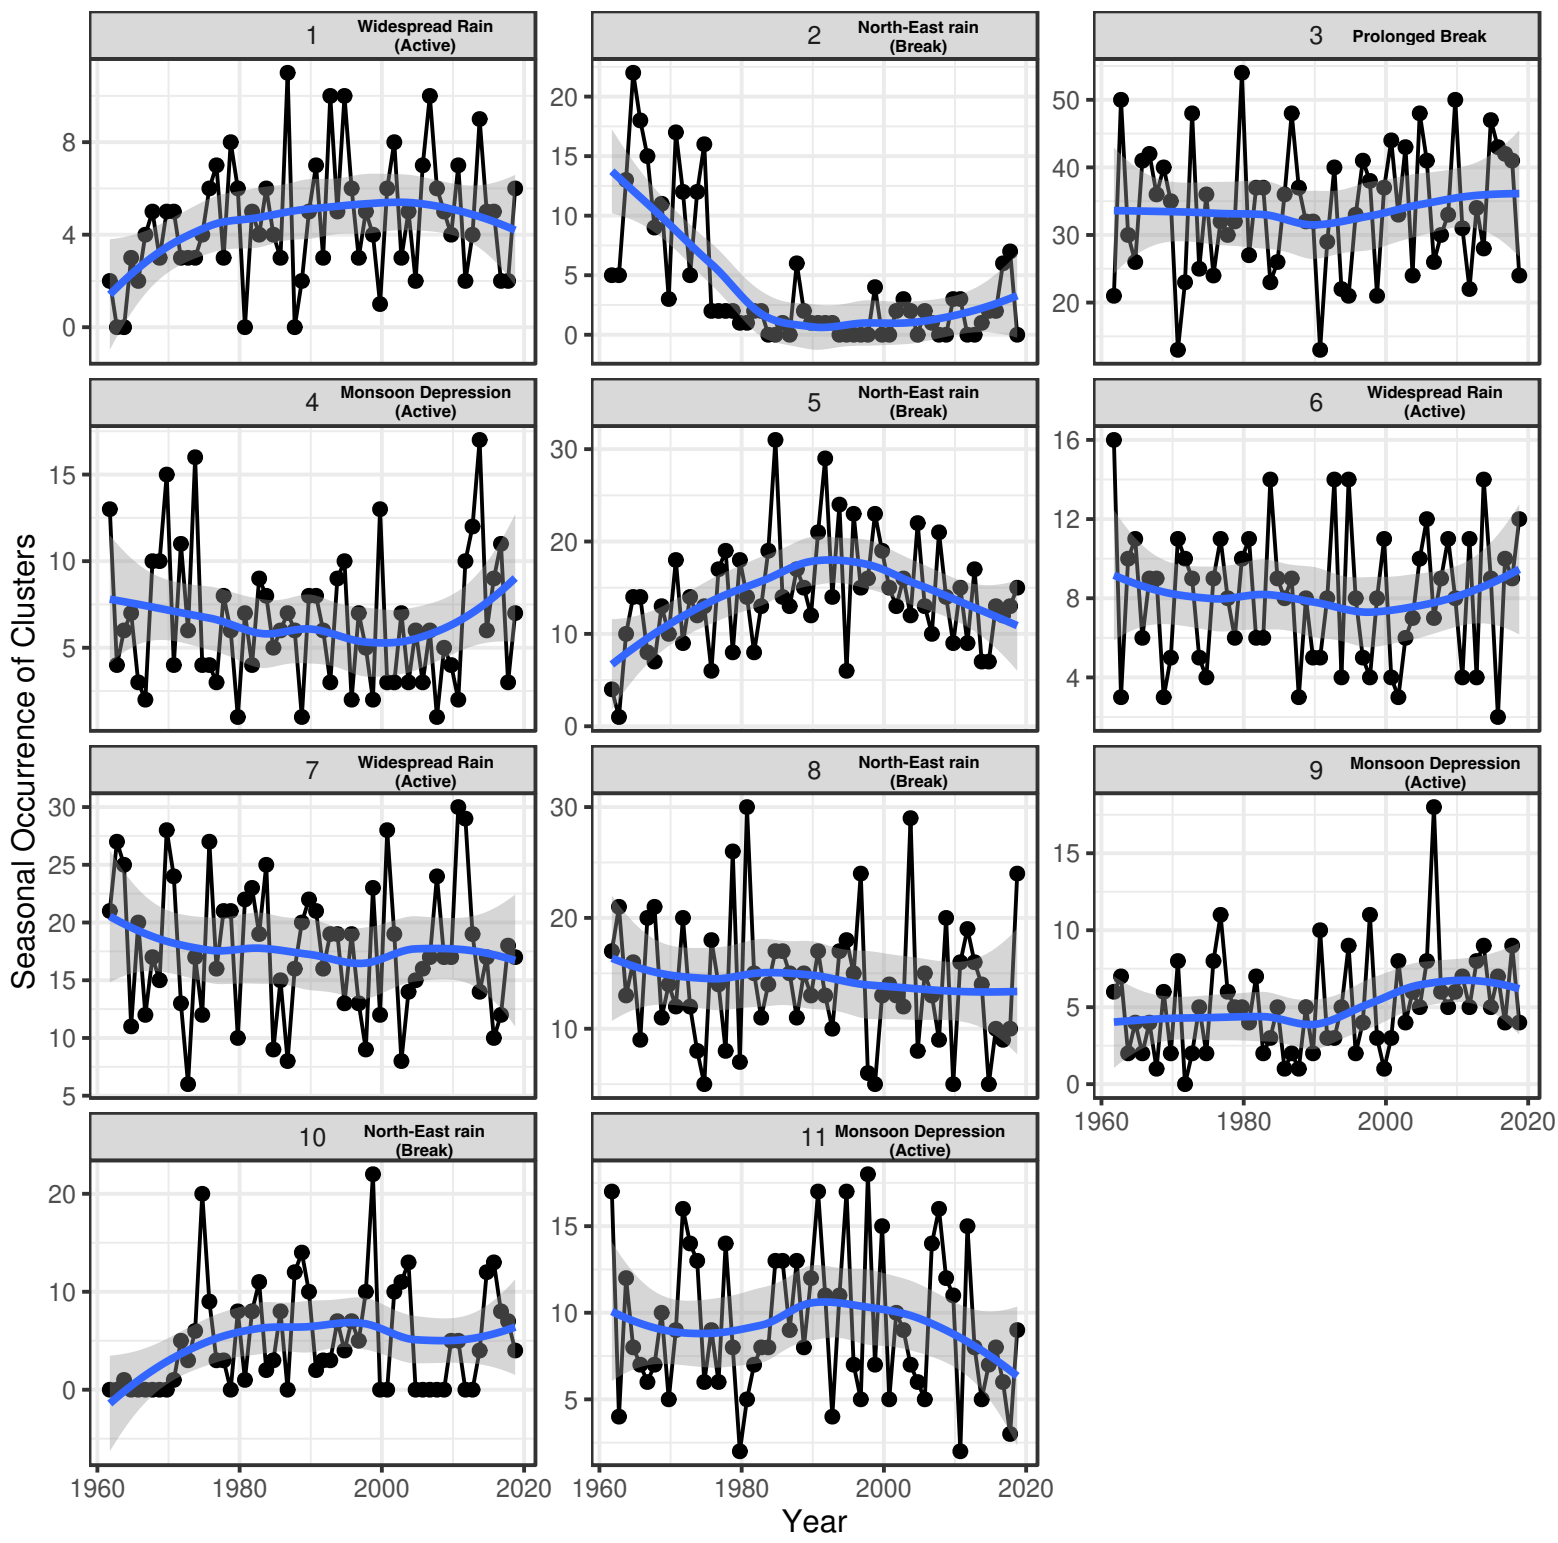 1 Widespread Rain
(Active)
2 North-East rain
(Break)
3 Prolonged Break
0
4
8
0
5
10
15
20
20
30
40
50
4 Monsoon Depression
(Active)
5 North-East rain
(Break)
6 Widespread Rain
(Active)
5
10
15
0
10
20
30
4
8
12
16
7 Widespread Rain
(Active)
8 North-East rain
(Break)
9 Monsoon Depression
(Active)
5
10
15
20
25
30
10
20
30
0
5
10
15
1960 1980 2000 2020
10 North-East rain
(Break)
11 Monsoon Depression
(Active)
0
10
20
5
10
15
1960 1980 2000 2020
1960 1980 2000 2020
Year
Seasonal Occurrence of Clusters